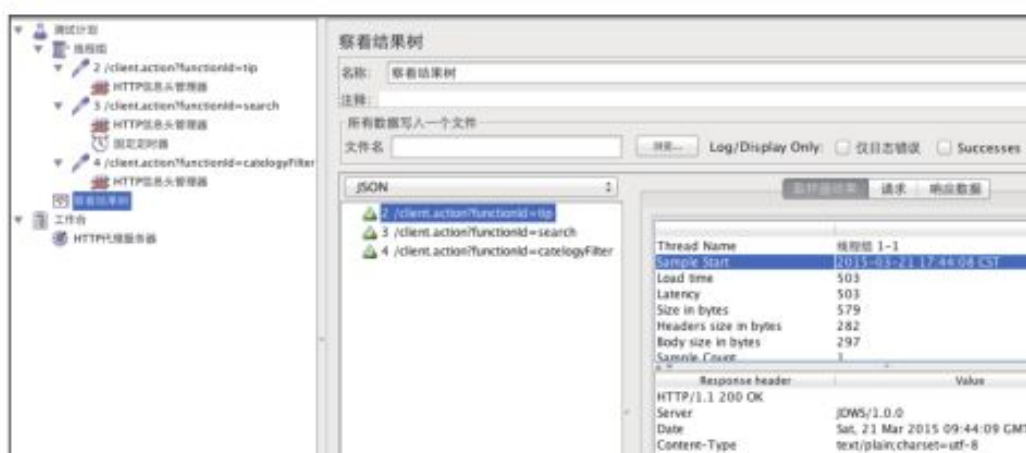 测试计划
线程组
2 /client.action?functionId=tip
HTTP信息头管理器
3 /client.action?functionId=search
HTTP信息头管理器
固定定时器
4 /client.action?functionId=catelogyFilter
HTTP信息头管理器
察看结果树
工作台
HTTP代理服务器
察看结果树
名称: 察看结果树
注释:
所有数据写入一个文件
文件名 浏览... Log/Display Only: 仅日志错误 Successes
JSON
2 /client.action?functionId=tip
3 /client.action?functionId=search
4 /client.action?functionId=catelogyFilter
取样器结果 请求 响应数据
Thread Name 线程组 1-1
Sample Start 2015-03-21 17:44:08 CST
Load time 503
Latency 503
Size in bytes 579
Headers size in bytes 282
Body size in bytes 297
Sample Count 1
Response header Value
HTTP/1.1 200 OK
Server JDWS/1.0.0
Date Sat, 21 Mar 2015 09:44:09 GMT
Content-Type text/plain;charset=utf-8